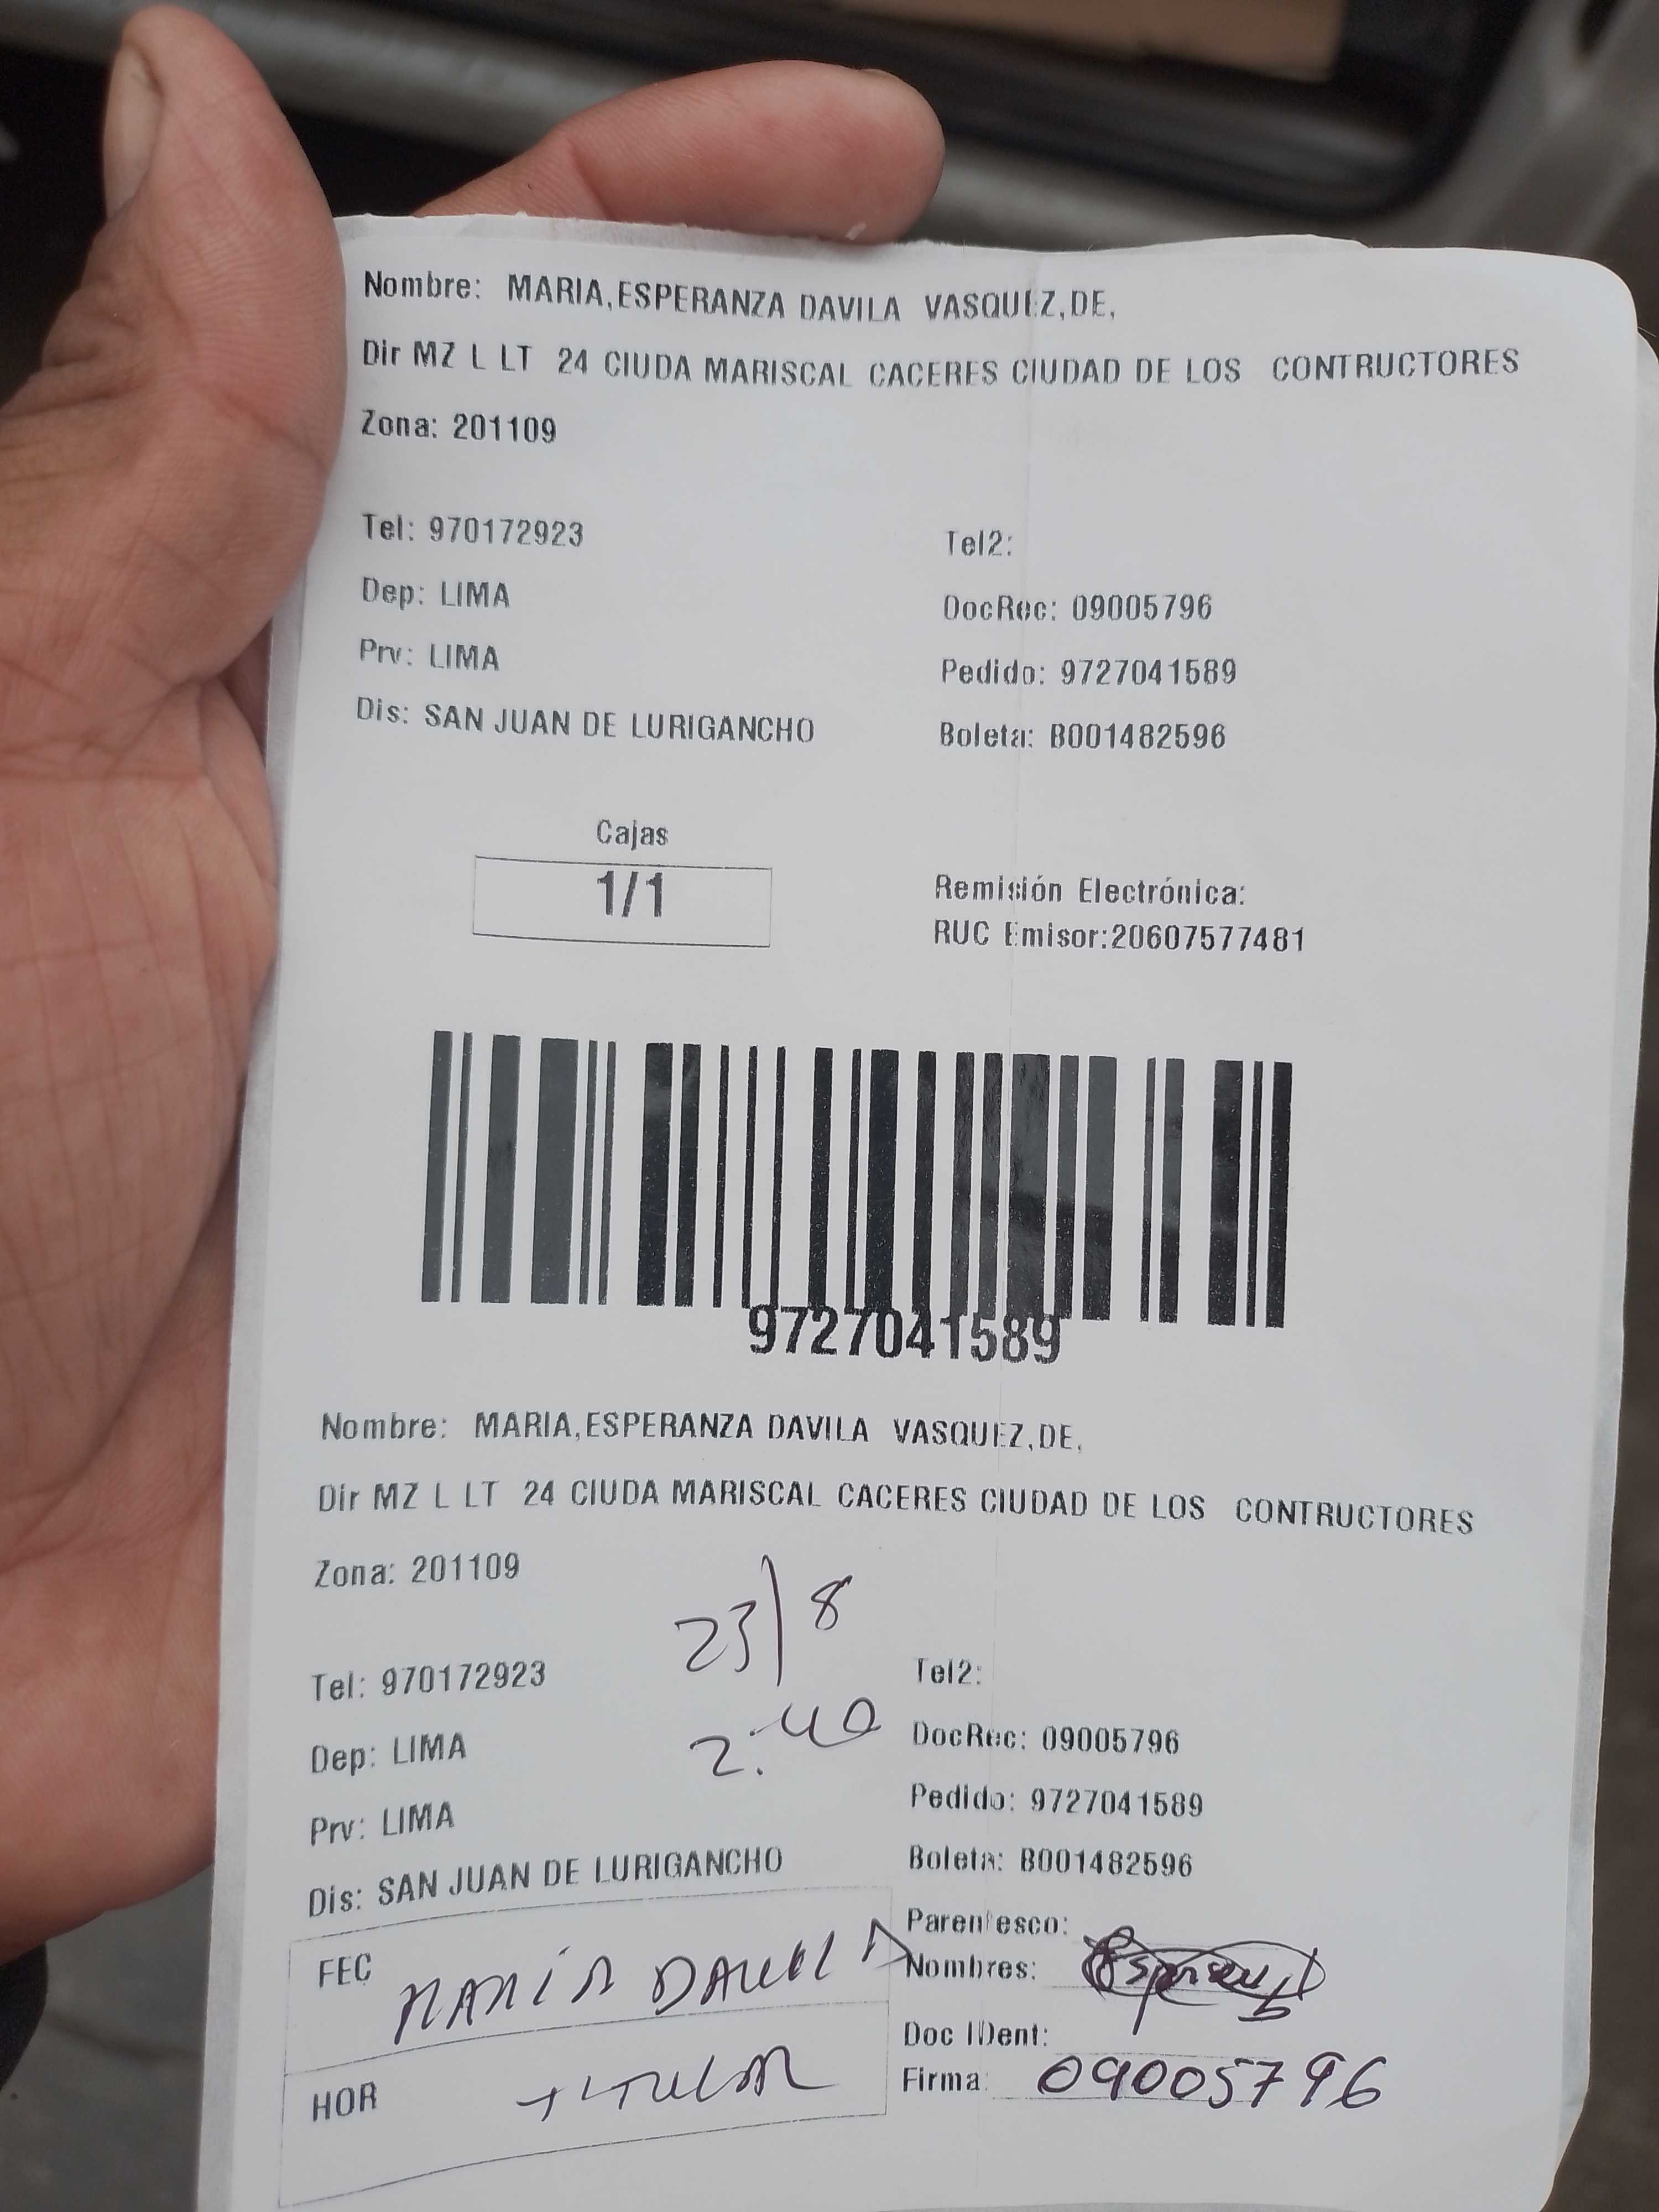 Nombre: MARIA,ESPERANZA DAVILA VASQUEZ,DE,
Dir MZ L LT 24 CIUDA MARISCAL CACERES CIUDAD DE LOS CONTRUCTORES
Zona: 201109
Tel: 970172923 Tel2:
Dep: LIMA DocRec: 09005796
Prv: LIMA Pedido: 9727041589
Dis: SAN JUAN DE LURIGANCHO Boleta: B001482596
Cajas
1/1
Remisión Electrónica:
RUC Emisor:20607577481
9727041589
Nombre: MARIA,ESPERANZA DAVILA VASQUEZ,DE,
Dir MZ L LT 24 CIUDA MARISCAL CACERES CIUDAD DE LOS CONTRUCTORES
Zona: 201109
23/8
Tel: 970172923 Tel2:
2:40
Dep: LIMA DocRec: 09005796
Prv: LIMA Pedido: 9727041589
Dis: SAN JUAN DE LURIGANCHO Boleta: B001482596
Parentesco:
FEC MARÍA DAVILA Nombres:
Doc IDent:
HOR TITULAR Firma: 09005796